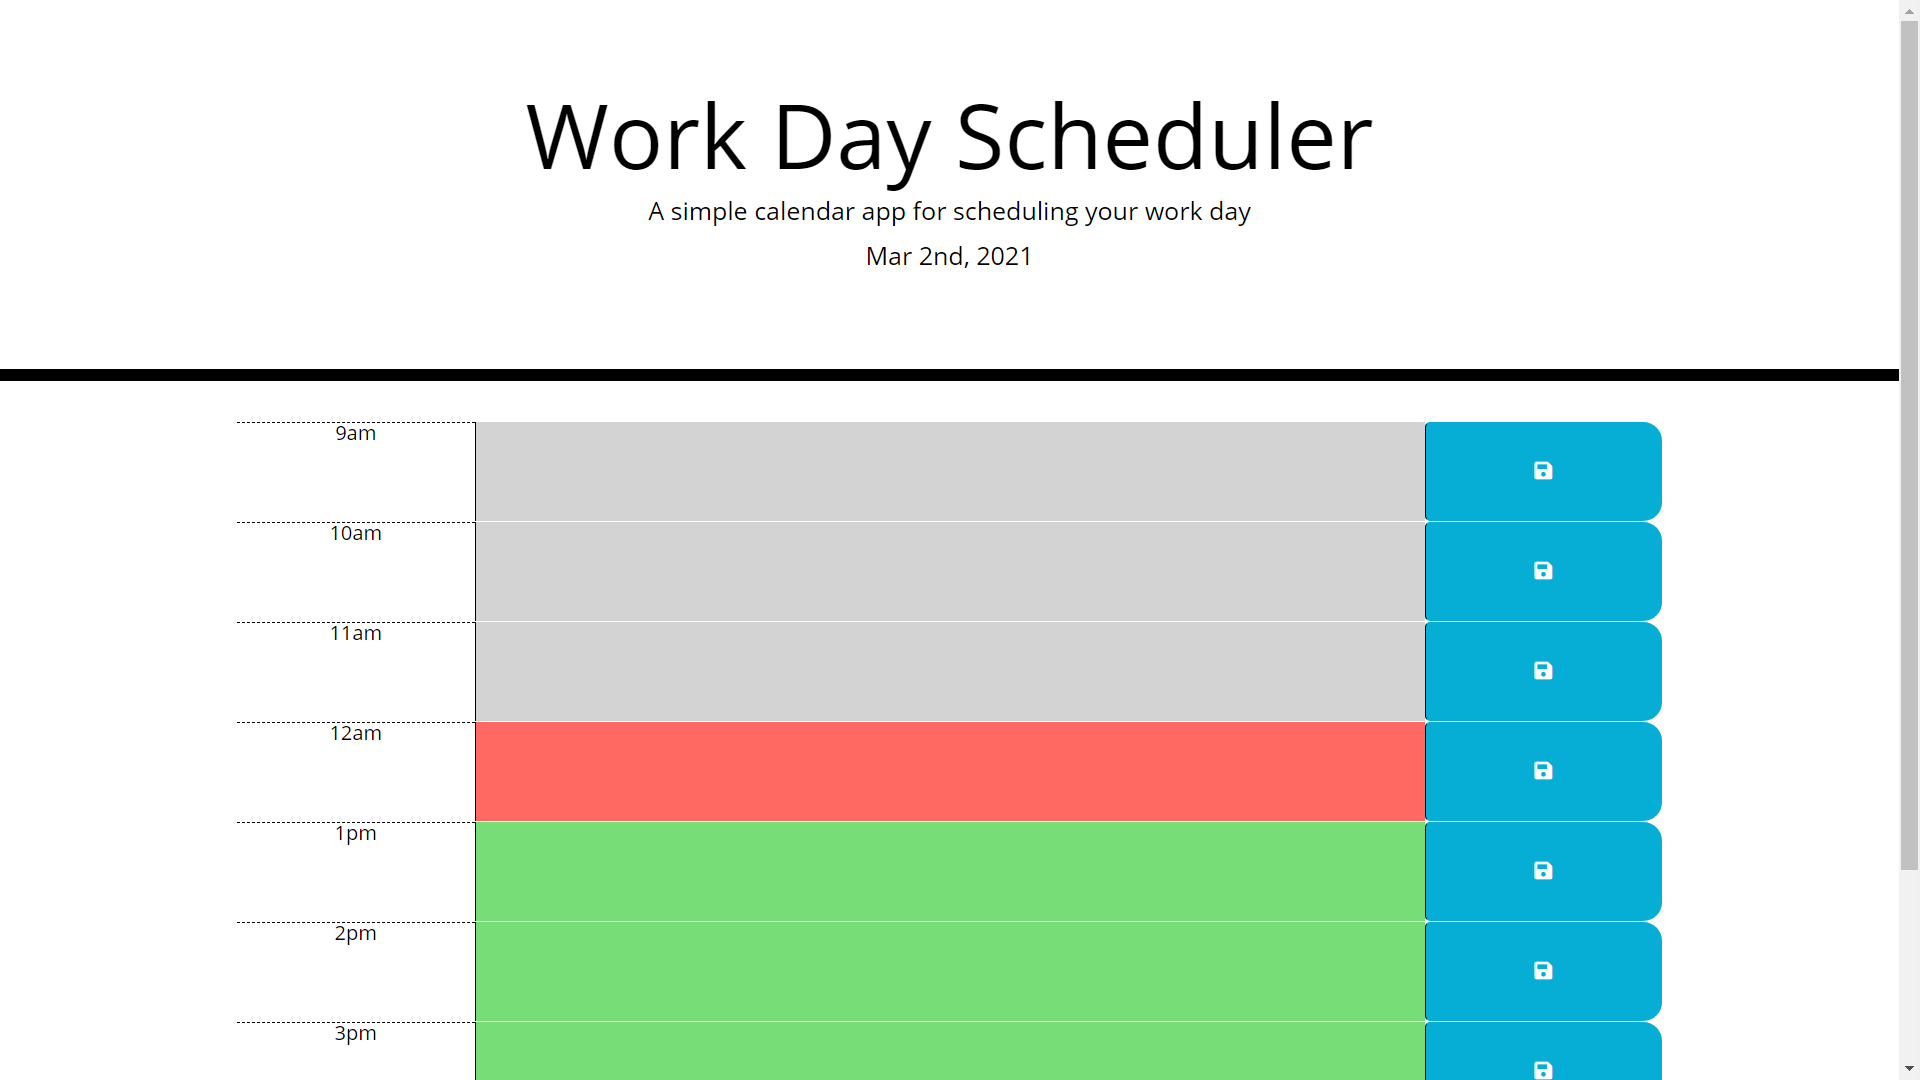 Work Day Scheduler
A simple calendar app for scheduling your work day
Mar 2nd, 2021
9am
10am
11am
12am
1pm
2pm
3pm